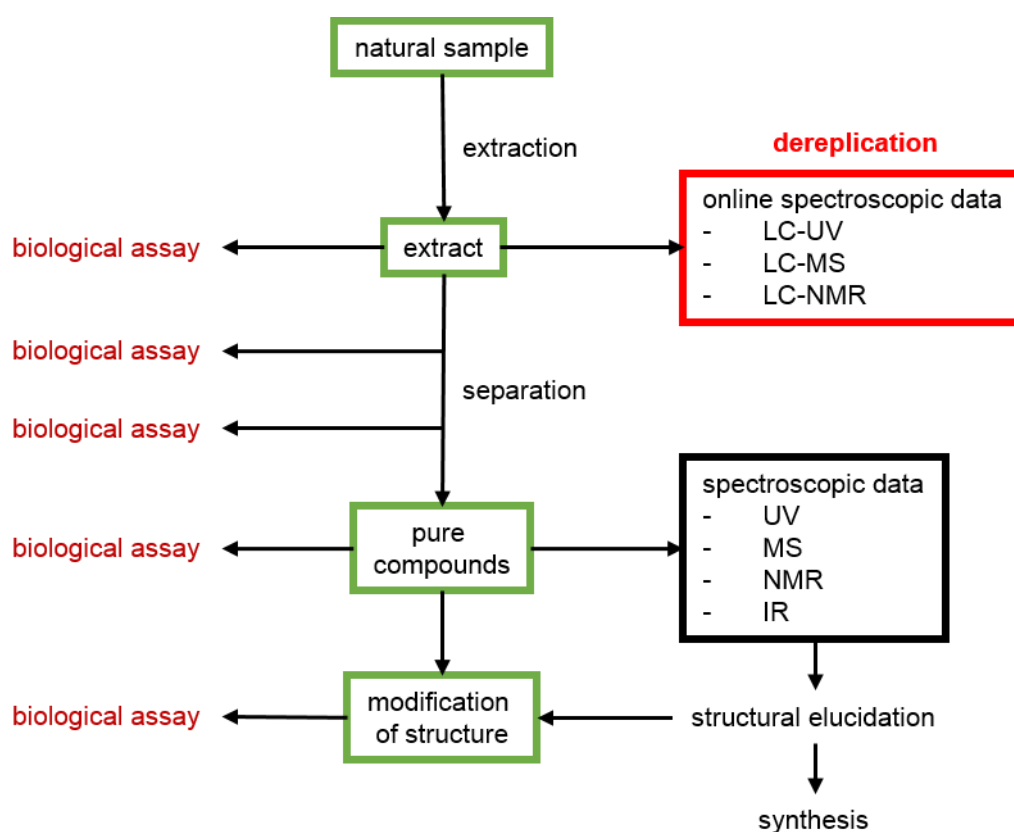 natural sample
extraction
dereplication
online spectroscopic data
- LC-UV
- LC-MS
- LC-NMR
biological assay
extract
biological assay
separation
biological assay
spectroscopic data
- UV
- MS
- NMR
- IR
biological assay
pure
compounds
biological assay
modification
of structure
structural elucidation
synthesis